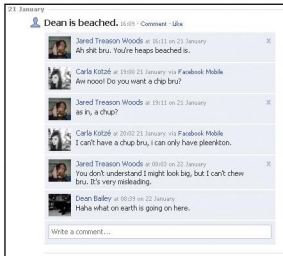 21 January
Dean is beached. 16:09 · Comment · Like
Jared Treason Woods at 16:11 on 21 January X
Ah shit bru. You're heaps beached is.
Carla Kotzé at 19:00 21 January via Facebook Mobile
Aw nooo! Do you want a chip bru?
Jared Treason Woods at 19:11 on 21 January X
as in, a chup?
Carla Kotzé at 20:02 21 January via Facebook Mobile
I can't have a chup bru, i can only have pleenkton.
Jared Treason Woods at 00:03 on 22 January X
You don't understand I might look big, but I can't chew
bru. It's very misleading.
Dean Bailey at 08:39 on 22 January
Haha what on earth is going on here.
Write a comment...